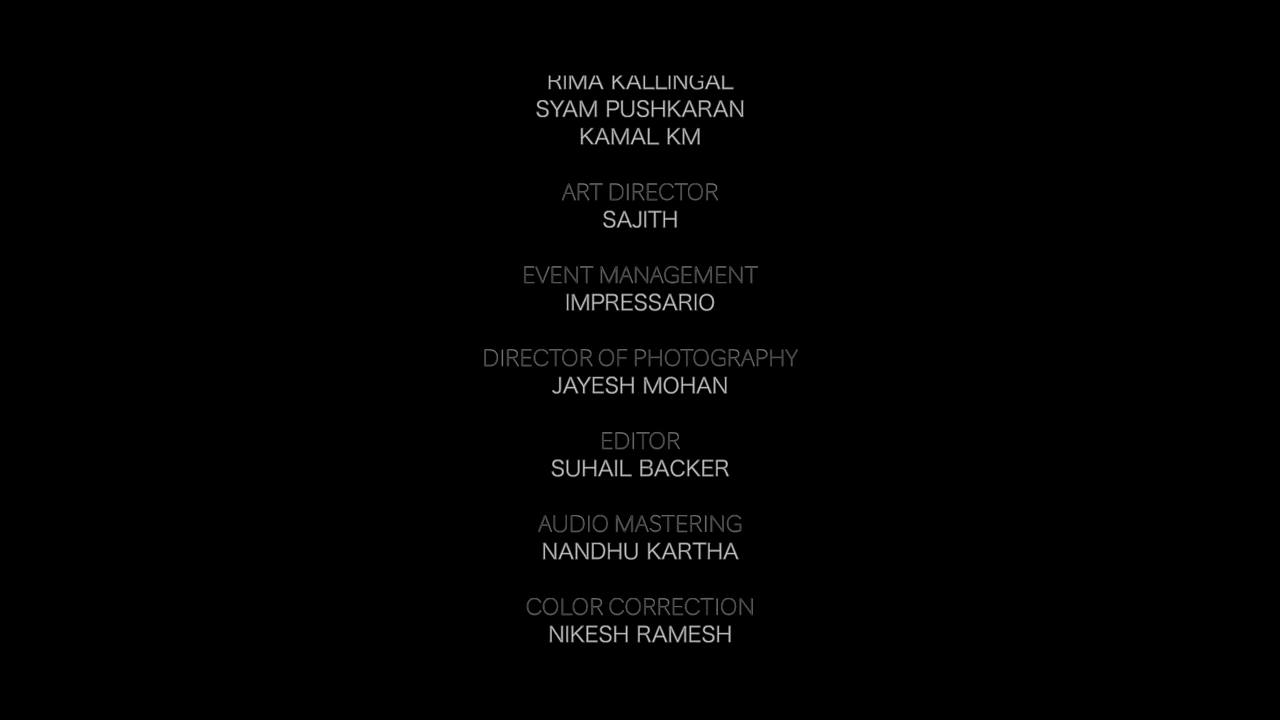 RIMA KALLINGAL
SYAM PUSHKARAN
KAMAL KM
ART DIRECTOR
SAJITH
EVENT MANAGEMENT
IMPRESSARIO
DIRECTOR OF PHOTOGRAPHY
JAYESH MOHAN
EDITOR
SUHAIL BACKER
AUDIO MASTERING
NANDHU KARTHA
COLOR CORRECTION
NIKESH RAMESH